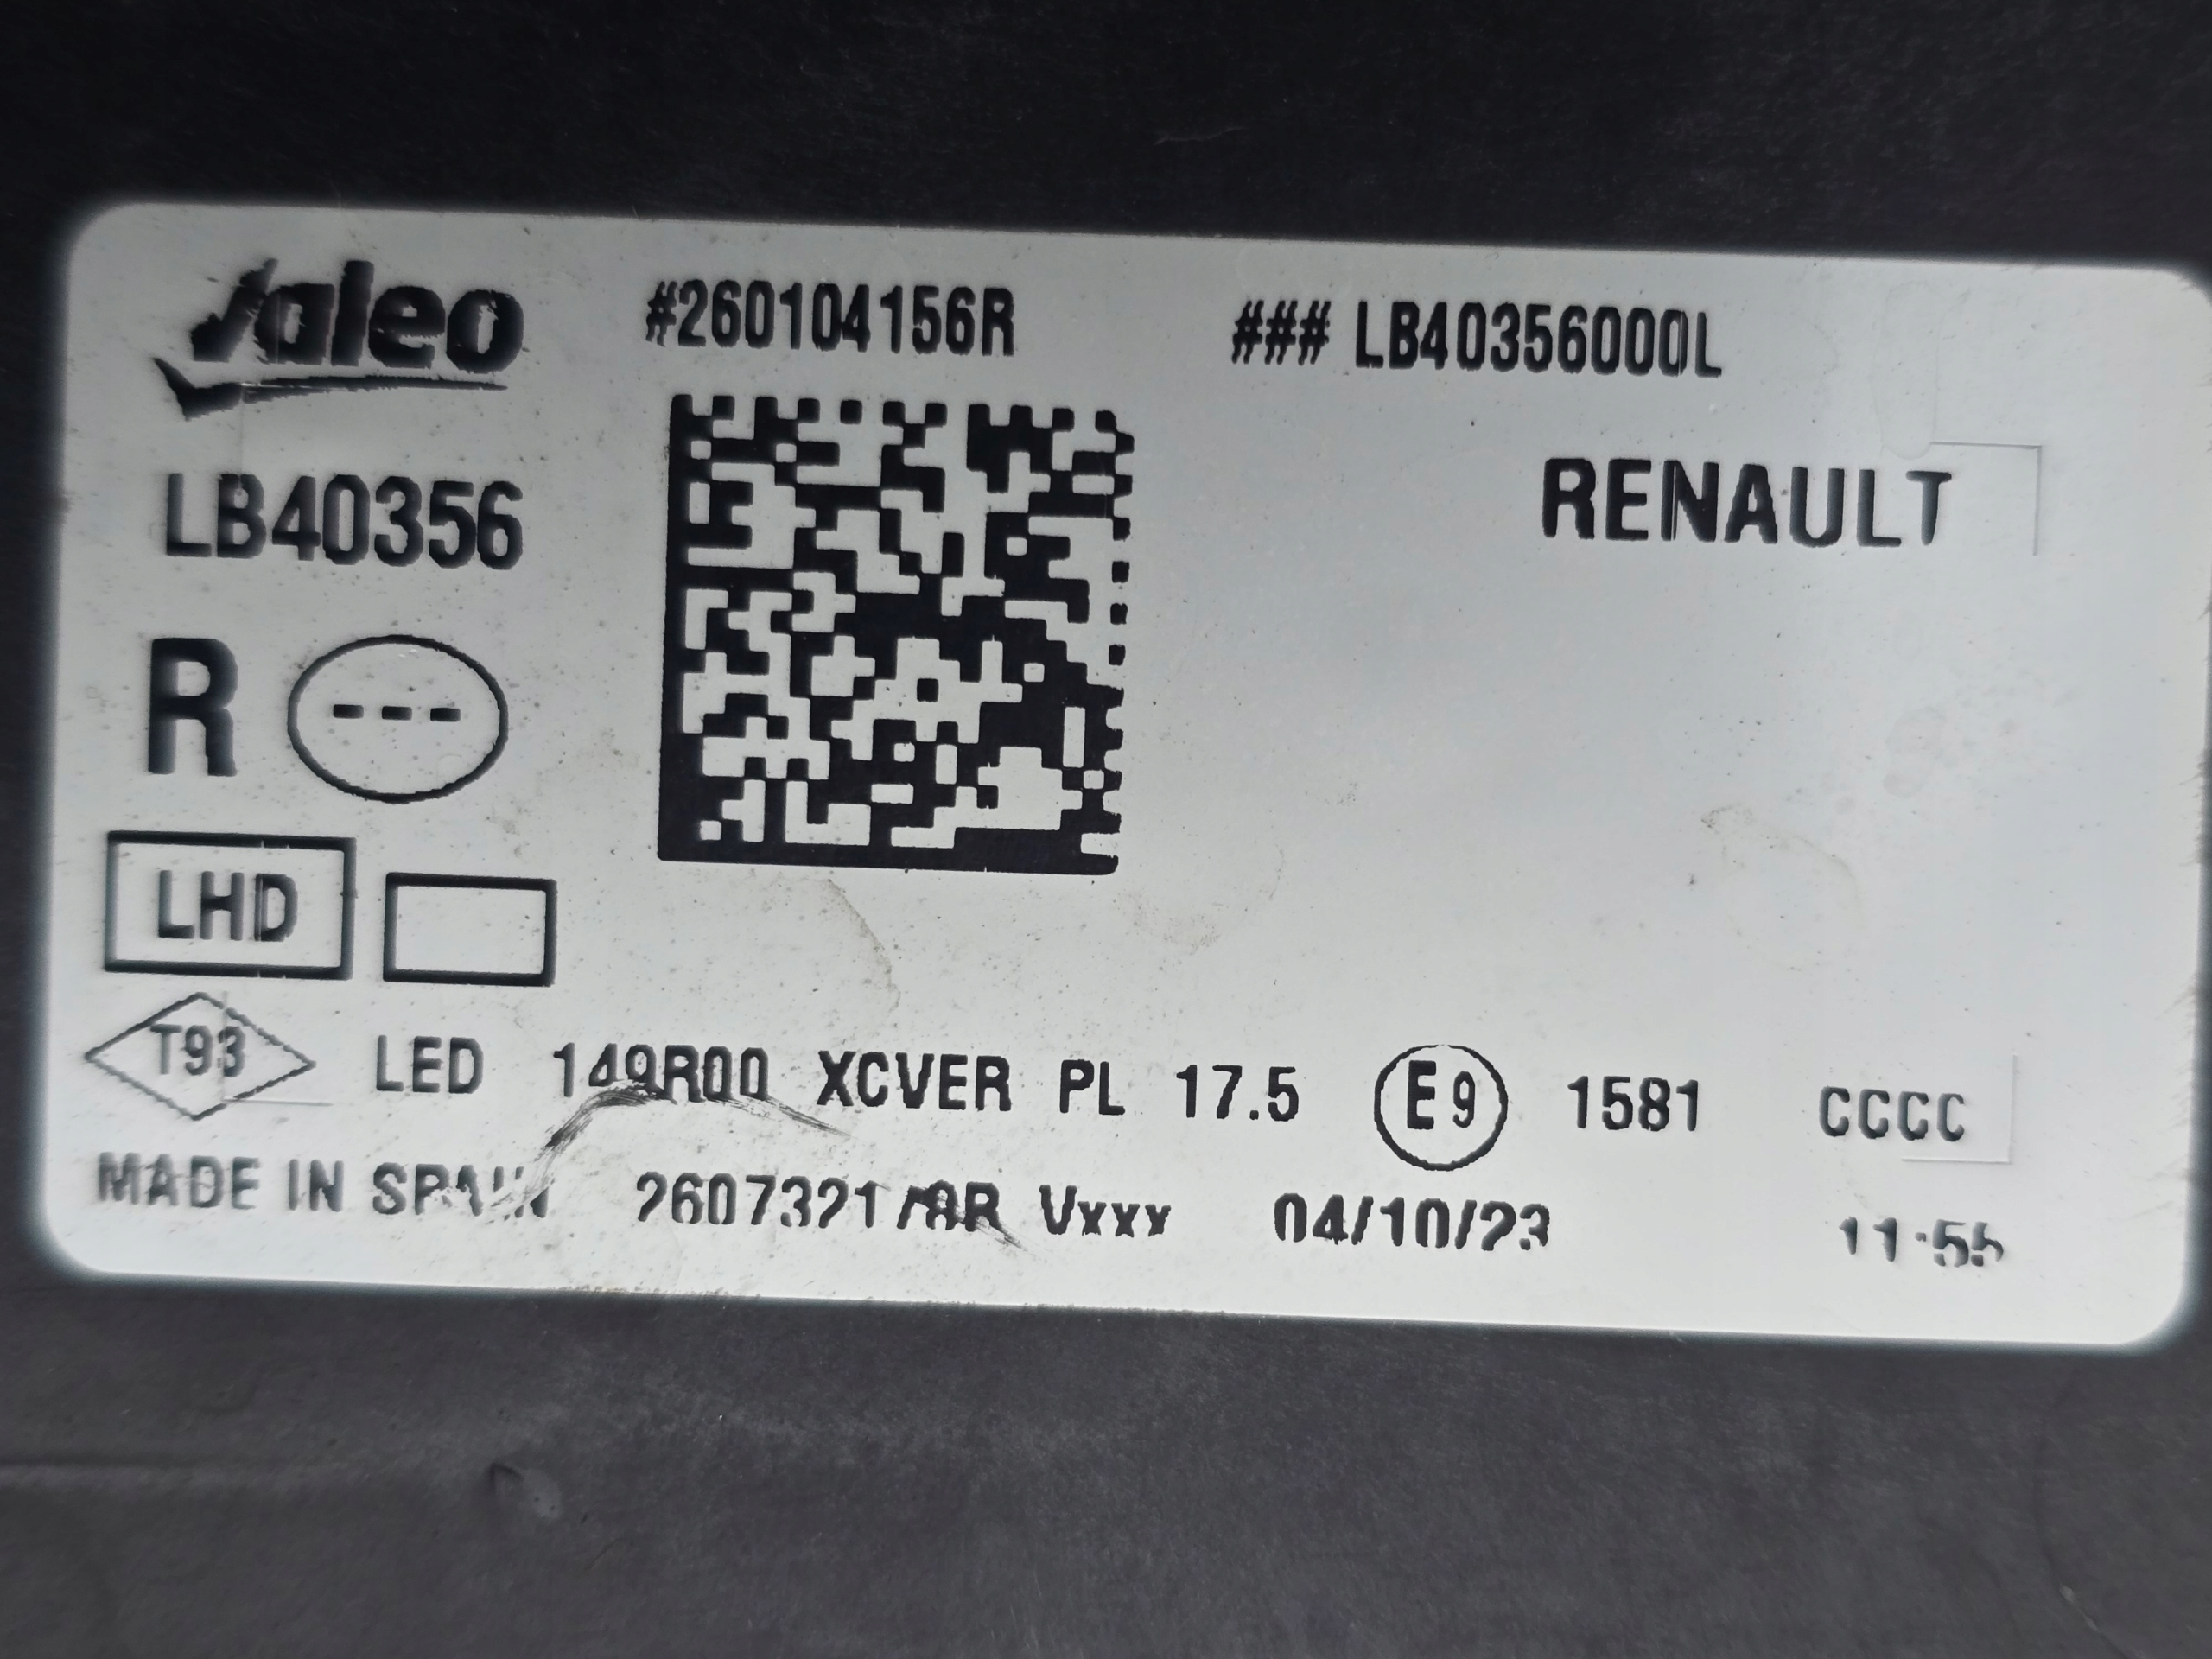 Valeo #260104156R ### LB40356000L
LB40356 RENAULT
R ---
LHD
T93 LED 149R00 XCVER PL 17.5 E9 1581 CCCC
MADE IN SPAIN Vxxx 04/10/23 11:55